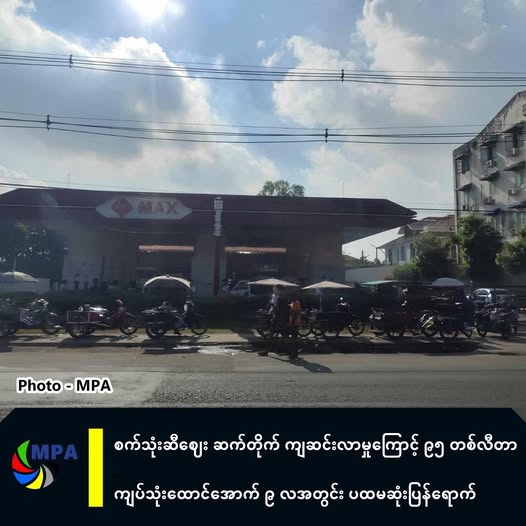 MAX
Photo - MPA
MPA
စက်သုံးဆီဈေး ဆက်တိုက် ကျဆင်းလာမှုကြောင့် ၉၅ တစ်လီတာ
ကျပ်သုံးထောင်အောက် ၉ လအတွင်း ပထမဆုံးပြန်ရောက်